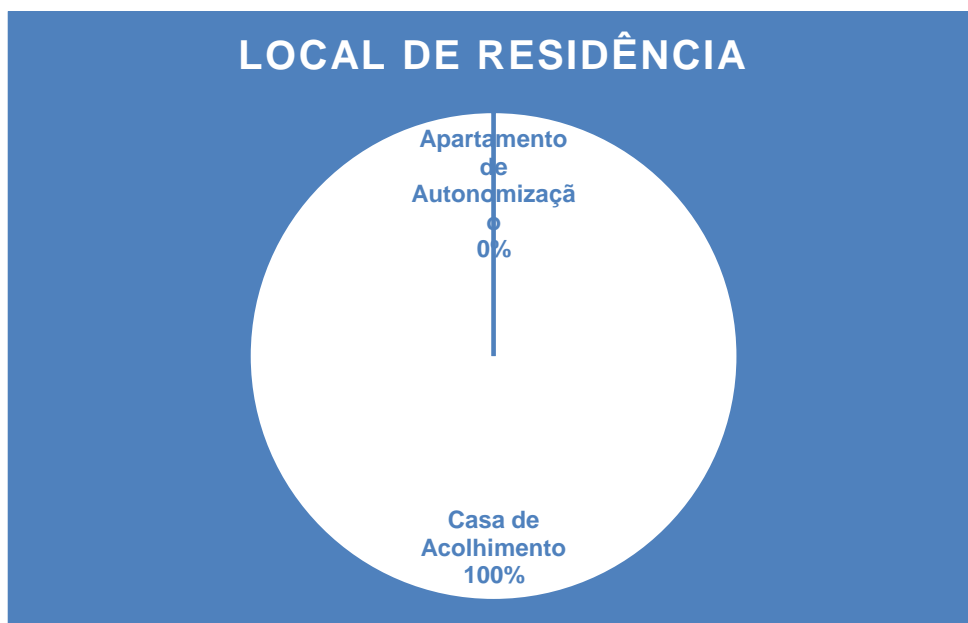 LOCAL DE RESIDÊNCIA
Apartamento
de
Autonomizaçã
o
0%
Casa de
Acolhimento
100%